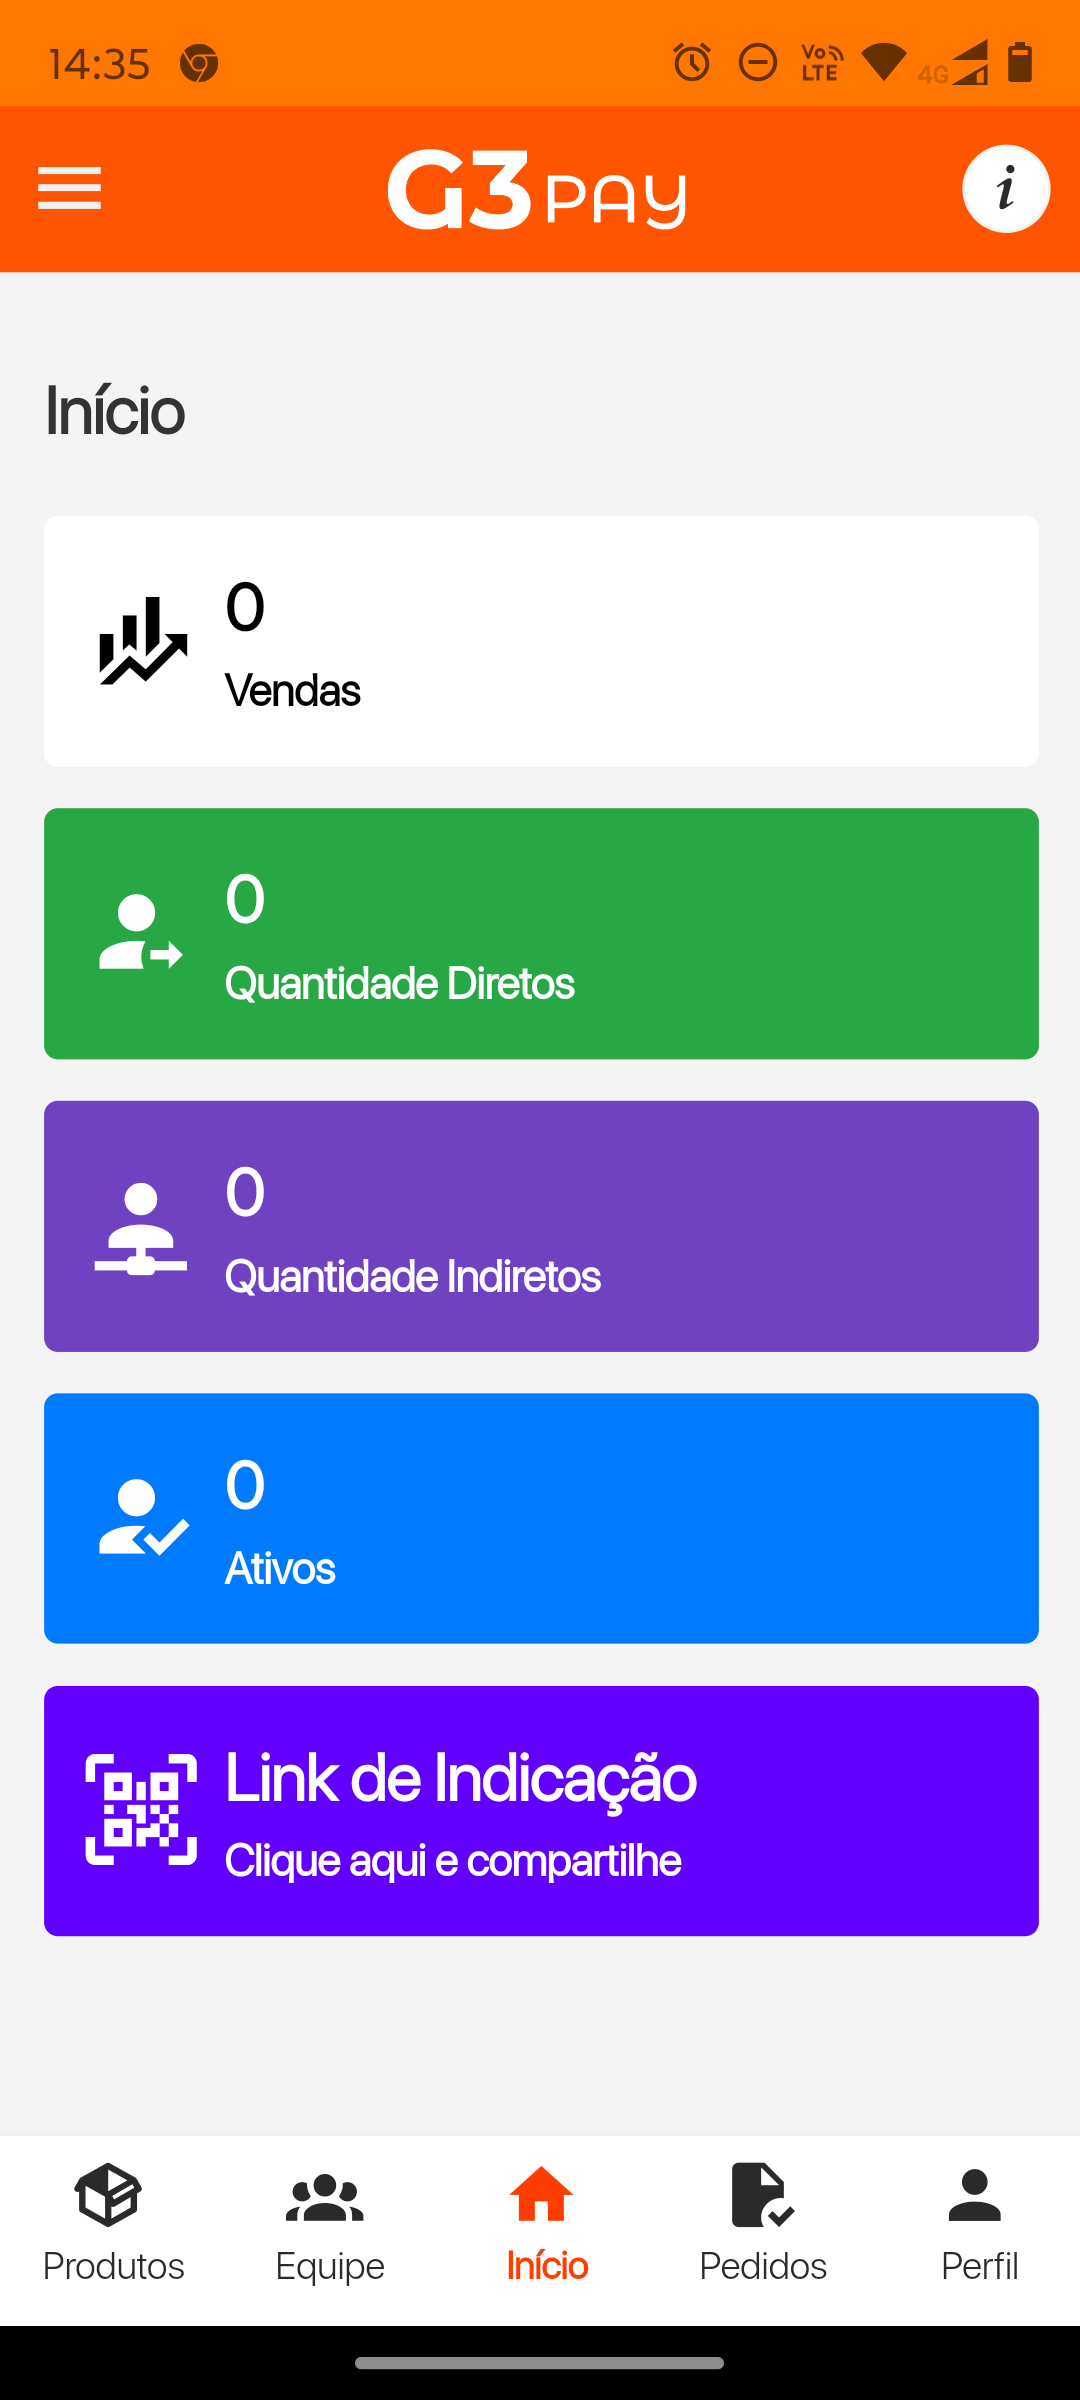 14:35
Vo LTE
4G
G3 PAY
i
Início
0
Vendas
0
Quantidade Diretos
0
Quantidade Indiretos
0
Ativos
Link de Indicação
Clique aqui e compartilhe
Produtos
Equipe
Início
Pedidos
Perfil